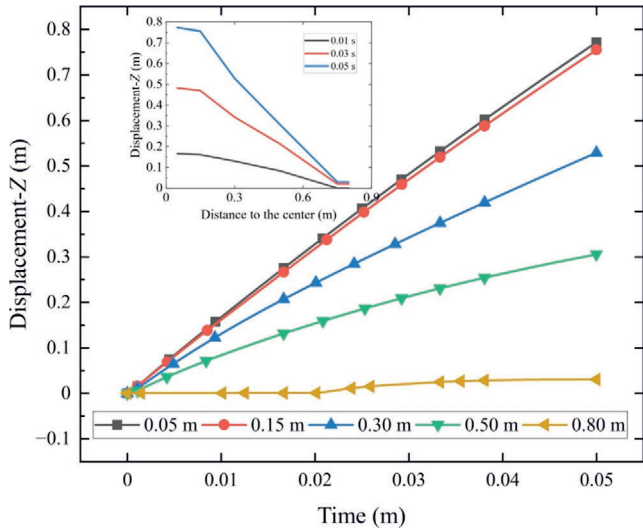 0.8
0.7
0.6
0.5
0.4
0.3
0.2
0.1
0
−0.1
Displacement-Z (m)
0.8
0.7
0.6
0.5
0.4
0.3
0.2
0.1
0
Displacement-Z (m)
0.01 s
0.03 s
0.05 s
0 0.3 0.6 0.9
Distance to the center (m)
0.05 m 0.15 m 0.30 m 0.50 m 0.80 m
0 0.01 0.02 0.03 0.04 0.05
Time (m)